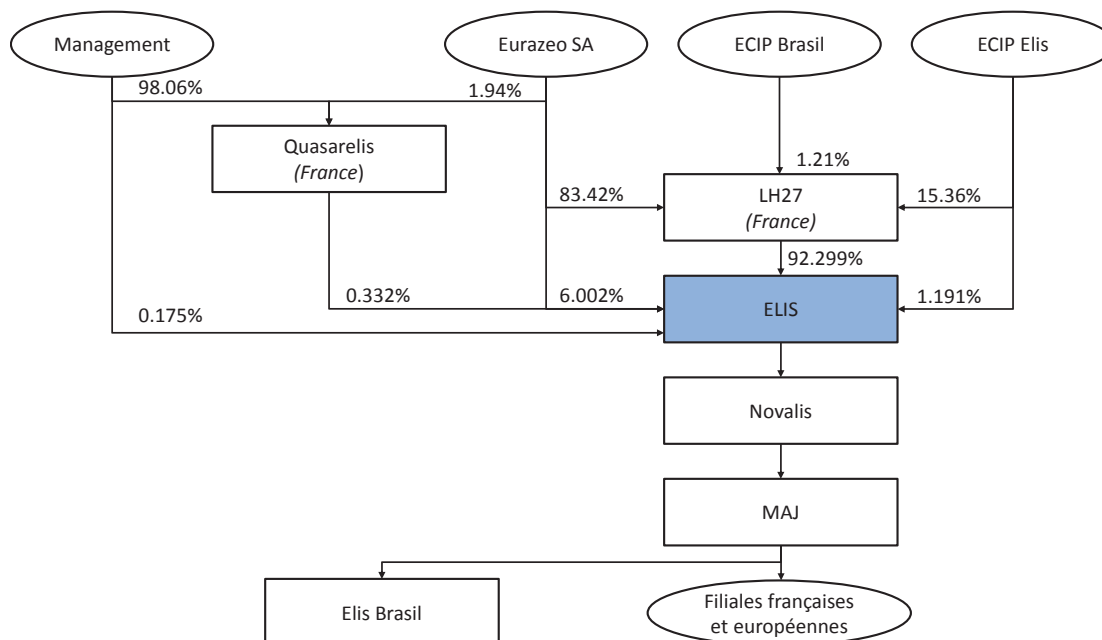 Management
Eurazeo SA
ECIP Brasil
ECIP Elis
98.06%
1.94%
Quasarelis
(France)
1.21%
83.42%
LH27
(France)
15.36%
92.299%
0.332%
6.002%
ELIS
1.191%
0.175%
Novalis
MAJ
Elis Brasil
Filiales françaises
et européennes